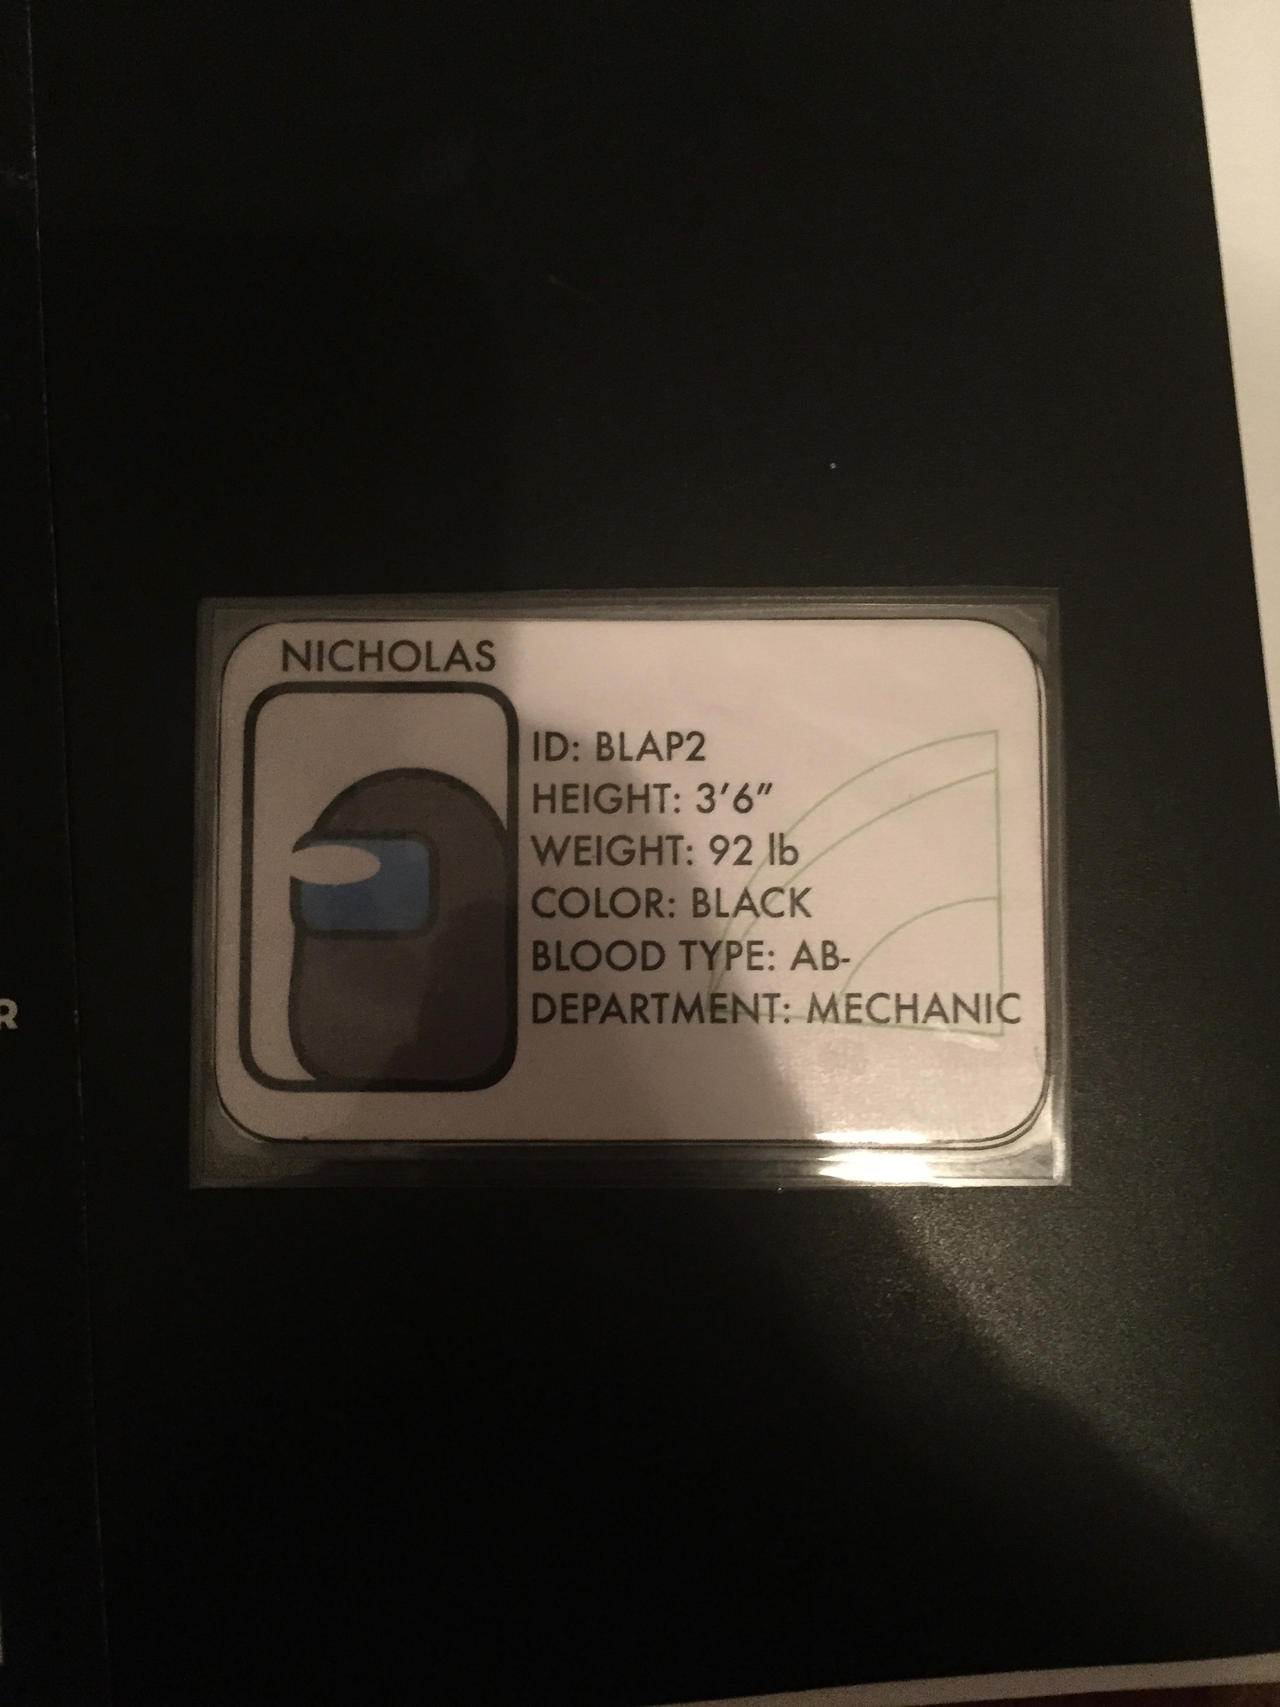 NICHOLAS
ID: BLAP2
HEIGHT: 3'6"
WEIGHT: 92 lb
COLOR: BLACK
BLOOD TYPE: AB-
DEPARTMENT: MECHANIC
R